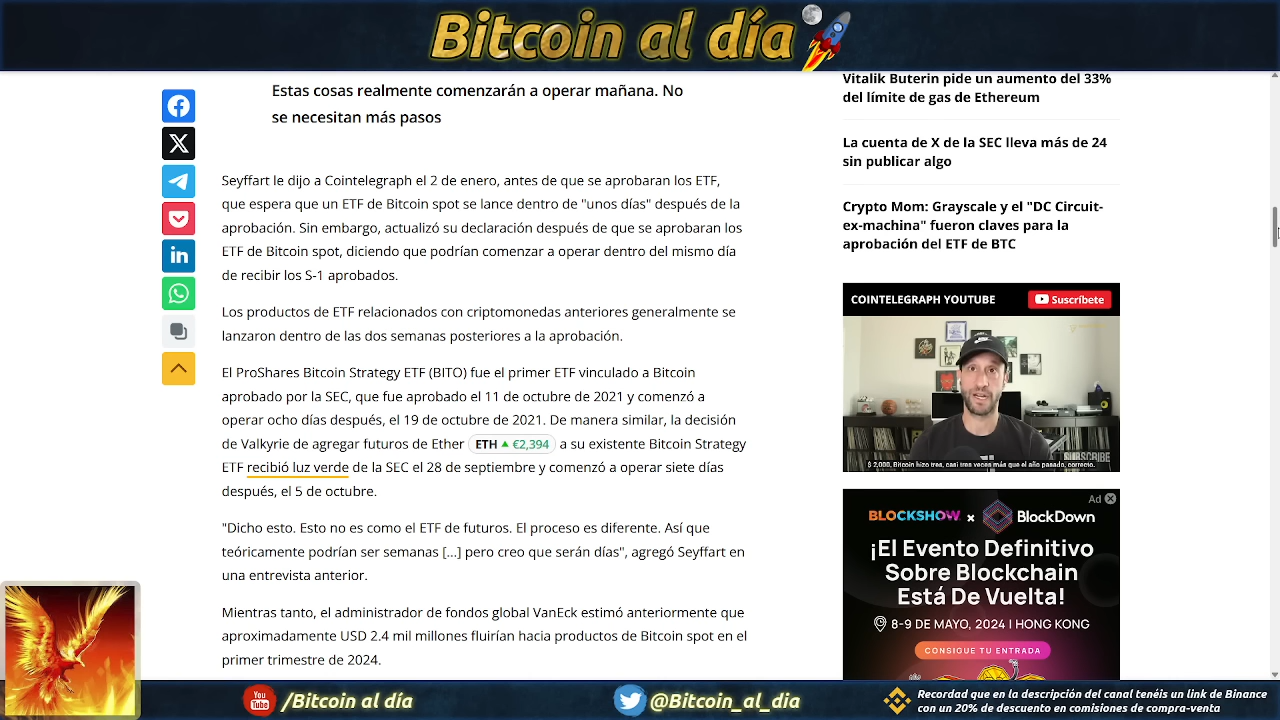 Bitcoin al día
Estas cosas realmente comenzarán a operar mañana. No
se necesitan más pasos
Seyffart le dijo a Cointelegraph el 2 de enero, antes de que se aprobaran los ETF,
que espera que un ETF de Bitcoin spot se lance dentro de "unos días" después de la
aprobación. Sin embargo, actualizó su declaración después de que se aprobaran los
ETF de Bitcoin spot, diciendo que podrían comenzar a operar dentro del mismo día
de recibir los S-1 aprobados.
Los productos de ETF relacionados con criptomonedas anteriores generalmente se
lanzaron dentro de las dos semanas posteriores a la aprobación.
El ProShares Bitcoin Strategy ETF (BITO) fue el primer ETF vinculado a Bitcoin
aprobado por la SEC, que fue aprobado el 11 de octubre de 2021 y comenzó a
operar ocho días después, el 19 de octubre de 2021. De manera similar, la decisión
de Valkyrie de agregar futuros de Ether ETH €2,394 a su existente Bitcoin Strategy
ETF recibió luz verde de la SEC el 28 de septiembre y comenzó a operar siete días
después, el 5 de octubre.
"Dicho esto. Esto no es como el ETF de futuros. El proceso es diferente. Así que
teóricamente podrían ser semanas [...] pero creo que serán días", agregó Seyffart en
una entrevista anterior.
Mientras tanto, el administrador de fondos global VanEck estimó anteriormente que
aproximadamente USD 2.4 mil millones fluirían hacia productos de Bitcoin spot en el
primer trimestre de 2024.
Vitalik Buterin pide un aumento del 33%
del límite de gas de Ethereum
La cuenta de X de la SEC lleva más de 24
sin publicar algo
Crypto Mom: Grayscale y el "DC Circuit-
ex-machina" fueron claves para la
aprobación del ETF de BTC
COINTELEGRAPH YOUTUBE
Suscríbete
$ 2,000, Bitcoin hizo tres, casi tres veces más que el año pasado, correcto.
SUBSCRIBE
Ad
BLOCKSHOW x BlockDown
¡El Evento Definitivo
Sobre Blockchain
Está De Vuelta!
8-9 DE MAYO, 2024 | HONG KONG
CONSIGUE TU ENTRADA
You Tube /Bitcoin al día
@Bitcoin_al_dia
Recordad que en la descripción del canal tenéis un link de Binance
con un 20% de descuento en comisiones de compra-venta